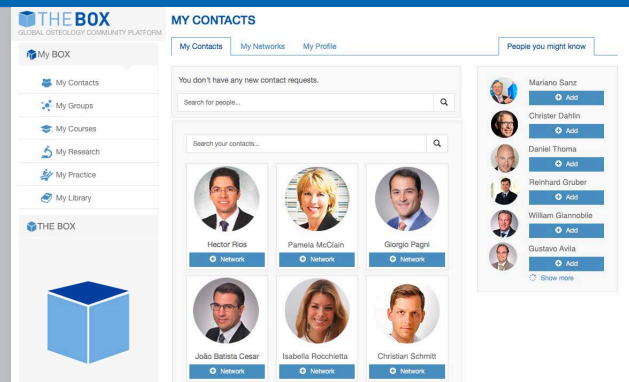 THE BOX
GLOBAL OSTEOLOGY COMMUNITY PLATFORM
My BOX
My Contacts
My Groups
My Courses
My Research
My Practice
My Library
THE BOX
MY CONTACTS
My Contacts My Networks My Profile
You don't have any new contact requests.
Search for people...
Search your contacts...
Hector Rios Pamela McClain Giorgio Pagni
Network Network Network
João Batista Cesar Isabella Rocchietta Christian Schmitt
Network Network Network
People you might know
Mariano Sanz
Add
Christer Dahlin
Add
Daniel Thoma
Add
Reinhard Gruber
Add
William Giannobile
Add
Gustavo Avila
Add
Show more